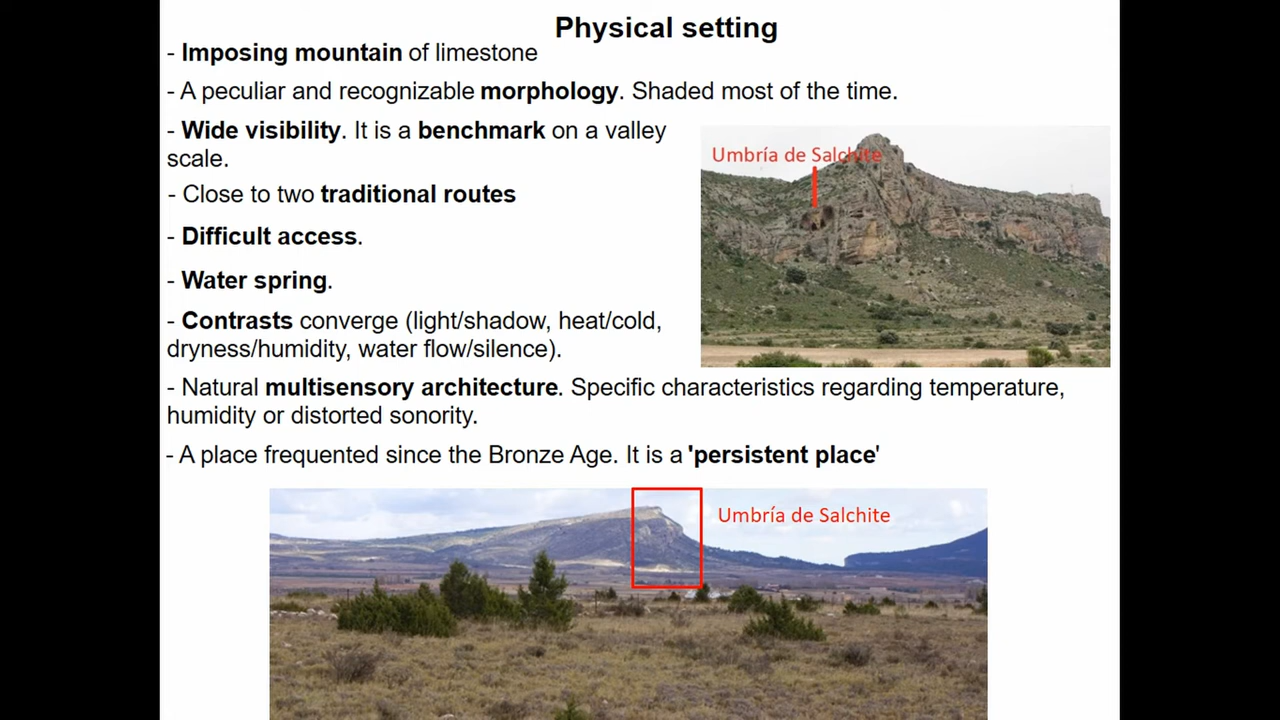 Physical setting
- Imposing mountain of limestone
- A peculiar and recognizable morphology. Shaded most of the time.
- Wide visibility. It is a benchmark on a valley
scale.
Umbría de Salchite
- Close to two traditional routes
- Difficult access.
- Water spring.
- Contrasts converge (light/shadow, heat/cold,
dryness/humidity, water flow/silence).
- Natural multisensory architecture. Specific characteristics regarding temperature,
humidity or distorted sonority.
- A place frequented since the Bronze Age. It is a 'persistent place'
Umbría de Salchite